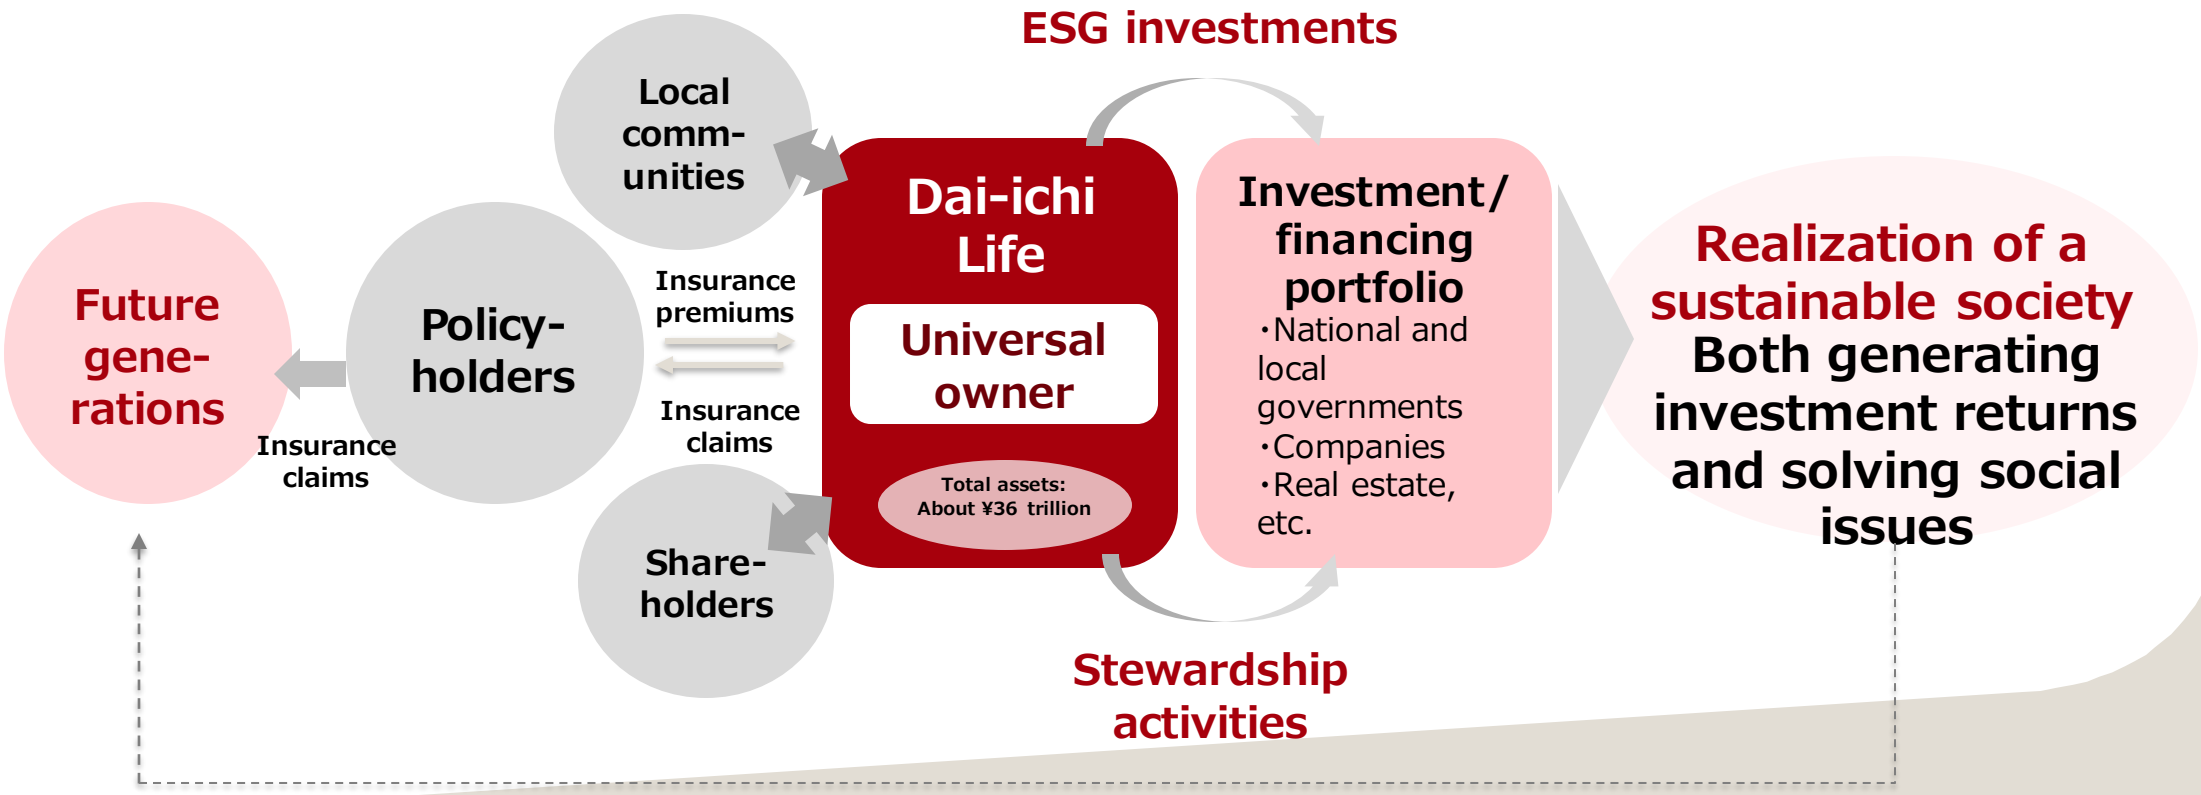 ESG investments
Local
comm-
unities
Dai-ichi
Life
Universal
owner
Total assets:
About ¥36 trillion
Investment/
financing
portfolio
・National and
local
governments
・Companies
・Real estate,
etc.
Realization of a
sustainable society
Both generating
investment returns
and solving social
issues
Future
gene-
rations
Insurance
claims
Policy-
holders
Insurance
premiums
Insurance
claims
Share-
holders
Stewardship
activities